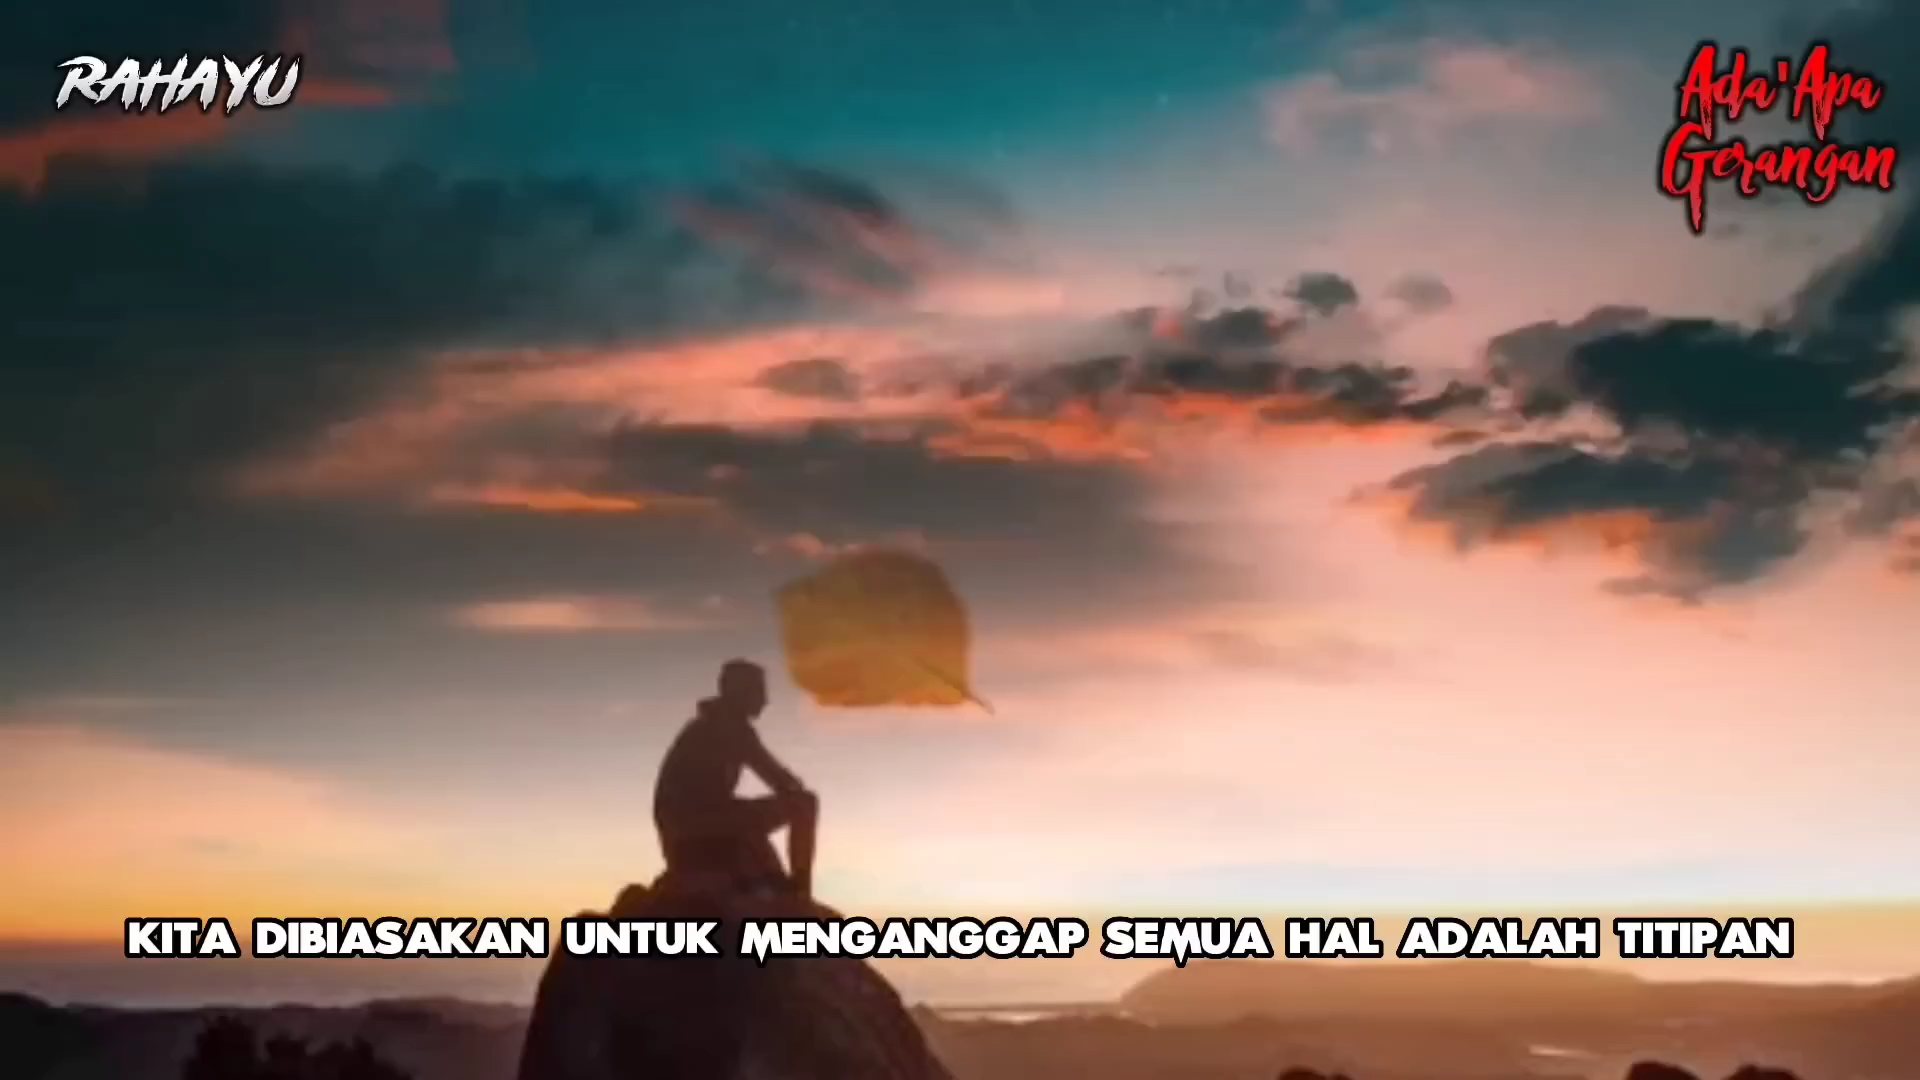 RAHAYU
Ada'Apa
Gerangan
KITA DIBIASAKAN UNTUK MENGANGGAP SEMUA HAL ADALAH TITIPAN